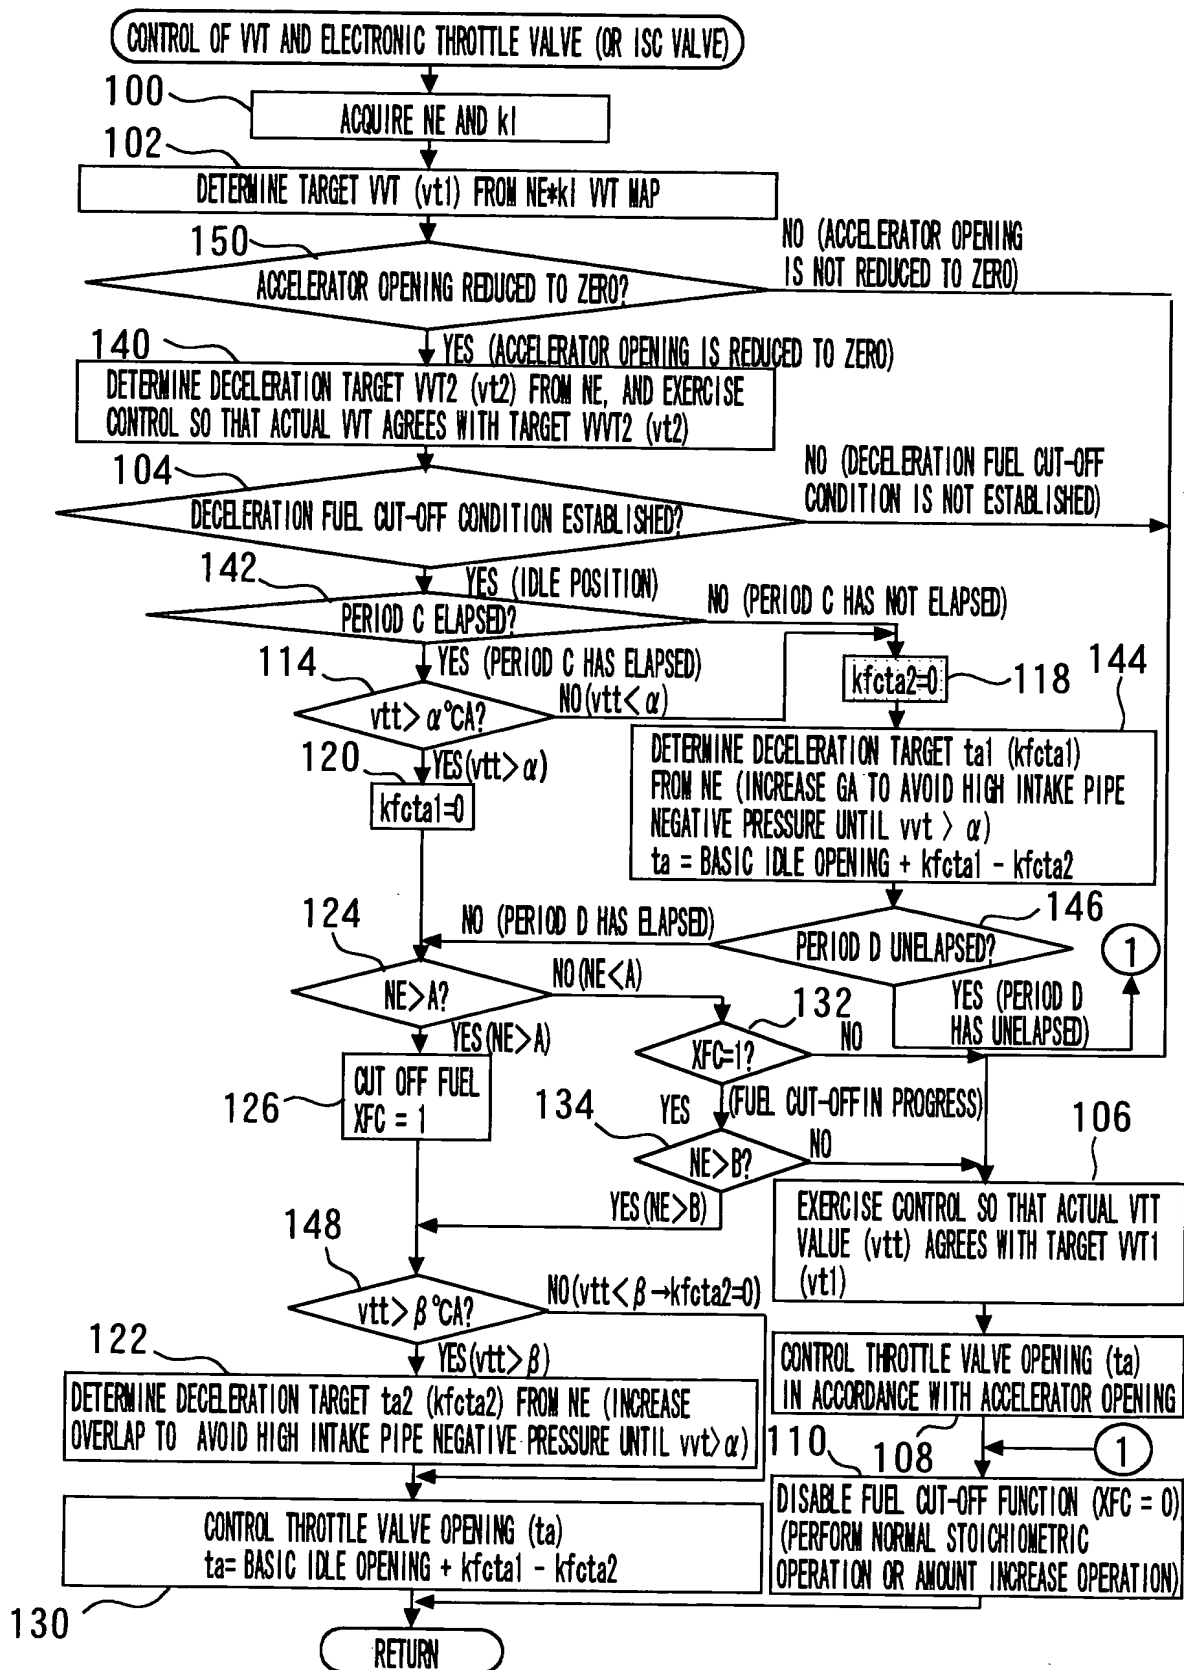 CONTROL OF VVT AND ELECTRONIC THROTTLE VALVE (OR ISC VALVE)
100
ACQUIRE NE AND kl
102
DETERMINE TARGET VVT (vt1) FROM NE*kl VVT MAP
150
ACCELERATOR OPENING REDUCED TO ZERO?
NO (ACCELERATOR OPENING
IS NOT REDUCED TO ZERO)
YES (ACCELERATOR OPENING IS REDUCED TO ZERO)
140
DETERMINE DECELERATION TARGET VVT2 (vt2) FROM NE, AND EXERCISE
CONTROL SO THAT ACTUAL VVT AGREES WITH TARGET VVVT2 (vt2)
104
DECELERATION FUEL CUT-OFF CONDITION ESTABLISHED?
NO (DECELERATION FUEL CUT-OFF
CONDITION IS NOT ESTABLISHED)
YES (IDLE POSITION)
142
PERIOD C ELAPSED?
NO (PERIOD C HAS NOT ELAPSED)
YES (PERIOD C HAS ELAPSED)
114
vtt> α°CA?
NO(vtt< α)
YES(vtt> α)
kfcta2=0
118
144
120
kfcta1=0
DETERMINE DECELERATION TARGET ta1 (kfcta1)
FROM NE (INCREASE GA TO AVOID HIGH INTAKE PIPE
NEGATIVE PRESSURE UNTIL vvt > α)
ta = BASIC IDLE OPENING + kfcta1 - kfcta2
146
PERIOD D UNELAPSED?
NO (PERIOD D HAS ELAPSED)
YES (PERIOD D
HAS UNELAPSED)
1
124
NE>A?
NO(NE<A)
YES(NE>A)
132
XFC=1?
NO
YES (FUEL CUT-OFF IN PROGRESS)
126
CUT OFF FUEL
XFC = 1
134
NE>B?
NO
YES(NE>B)
106
EXERCISE CONTROL SO THAT ACTUAL VTT
VALUE (vtt) AGREES WITH TARGET VVT1
(vt1)
148
vtt> β°CA?
NO(vtt< β→kfcta2=0)
YES(vtt> β)
122
DETERMINE DECELERATION TARGET ta2 (kfcta2) FROM NE (INCREASE
OVERLAP TO AVOID HIGH INTAKE PIPE NEGATIVE PRESSURE UNTIL vvt> α)
CONTROL THROTTLE VALVE OPENING (ta)
IN ACCORDANCE WITH ACCELERATOR OPENING
108
1
110
DISABLE FUEL CUT-OFF FUNCTION (XFC = 0)
(PERFORM NORMAL STOICHIOMETRIC
OPERATION OR AMOUNT INCREASE OPERATION)
CONTROL THROTTLE VALVE OPENING (ta)
ta= BASIC IDLE OPENING + kfcta1 - kfcta2
130
RETURN